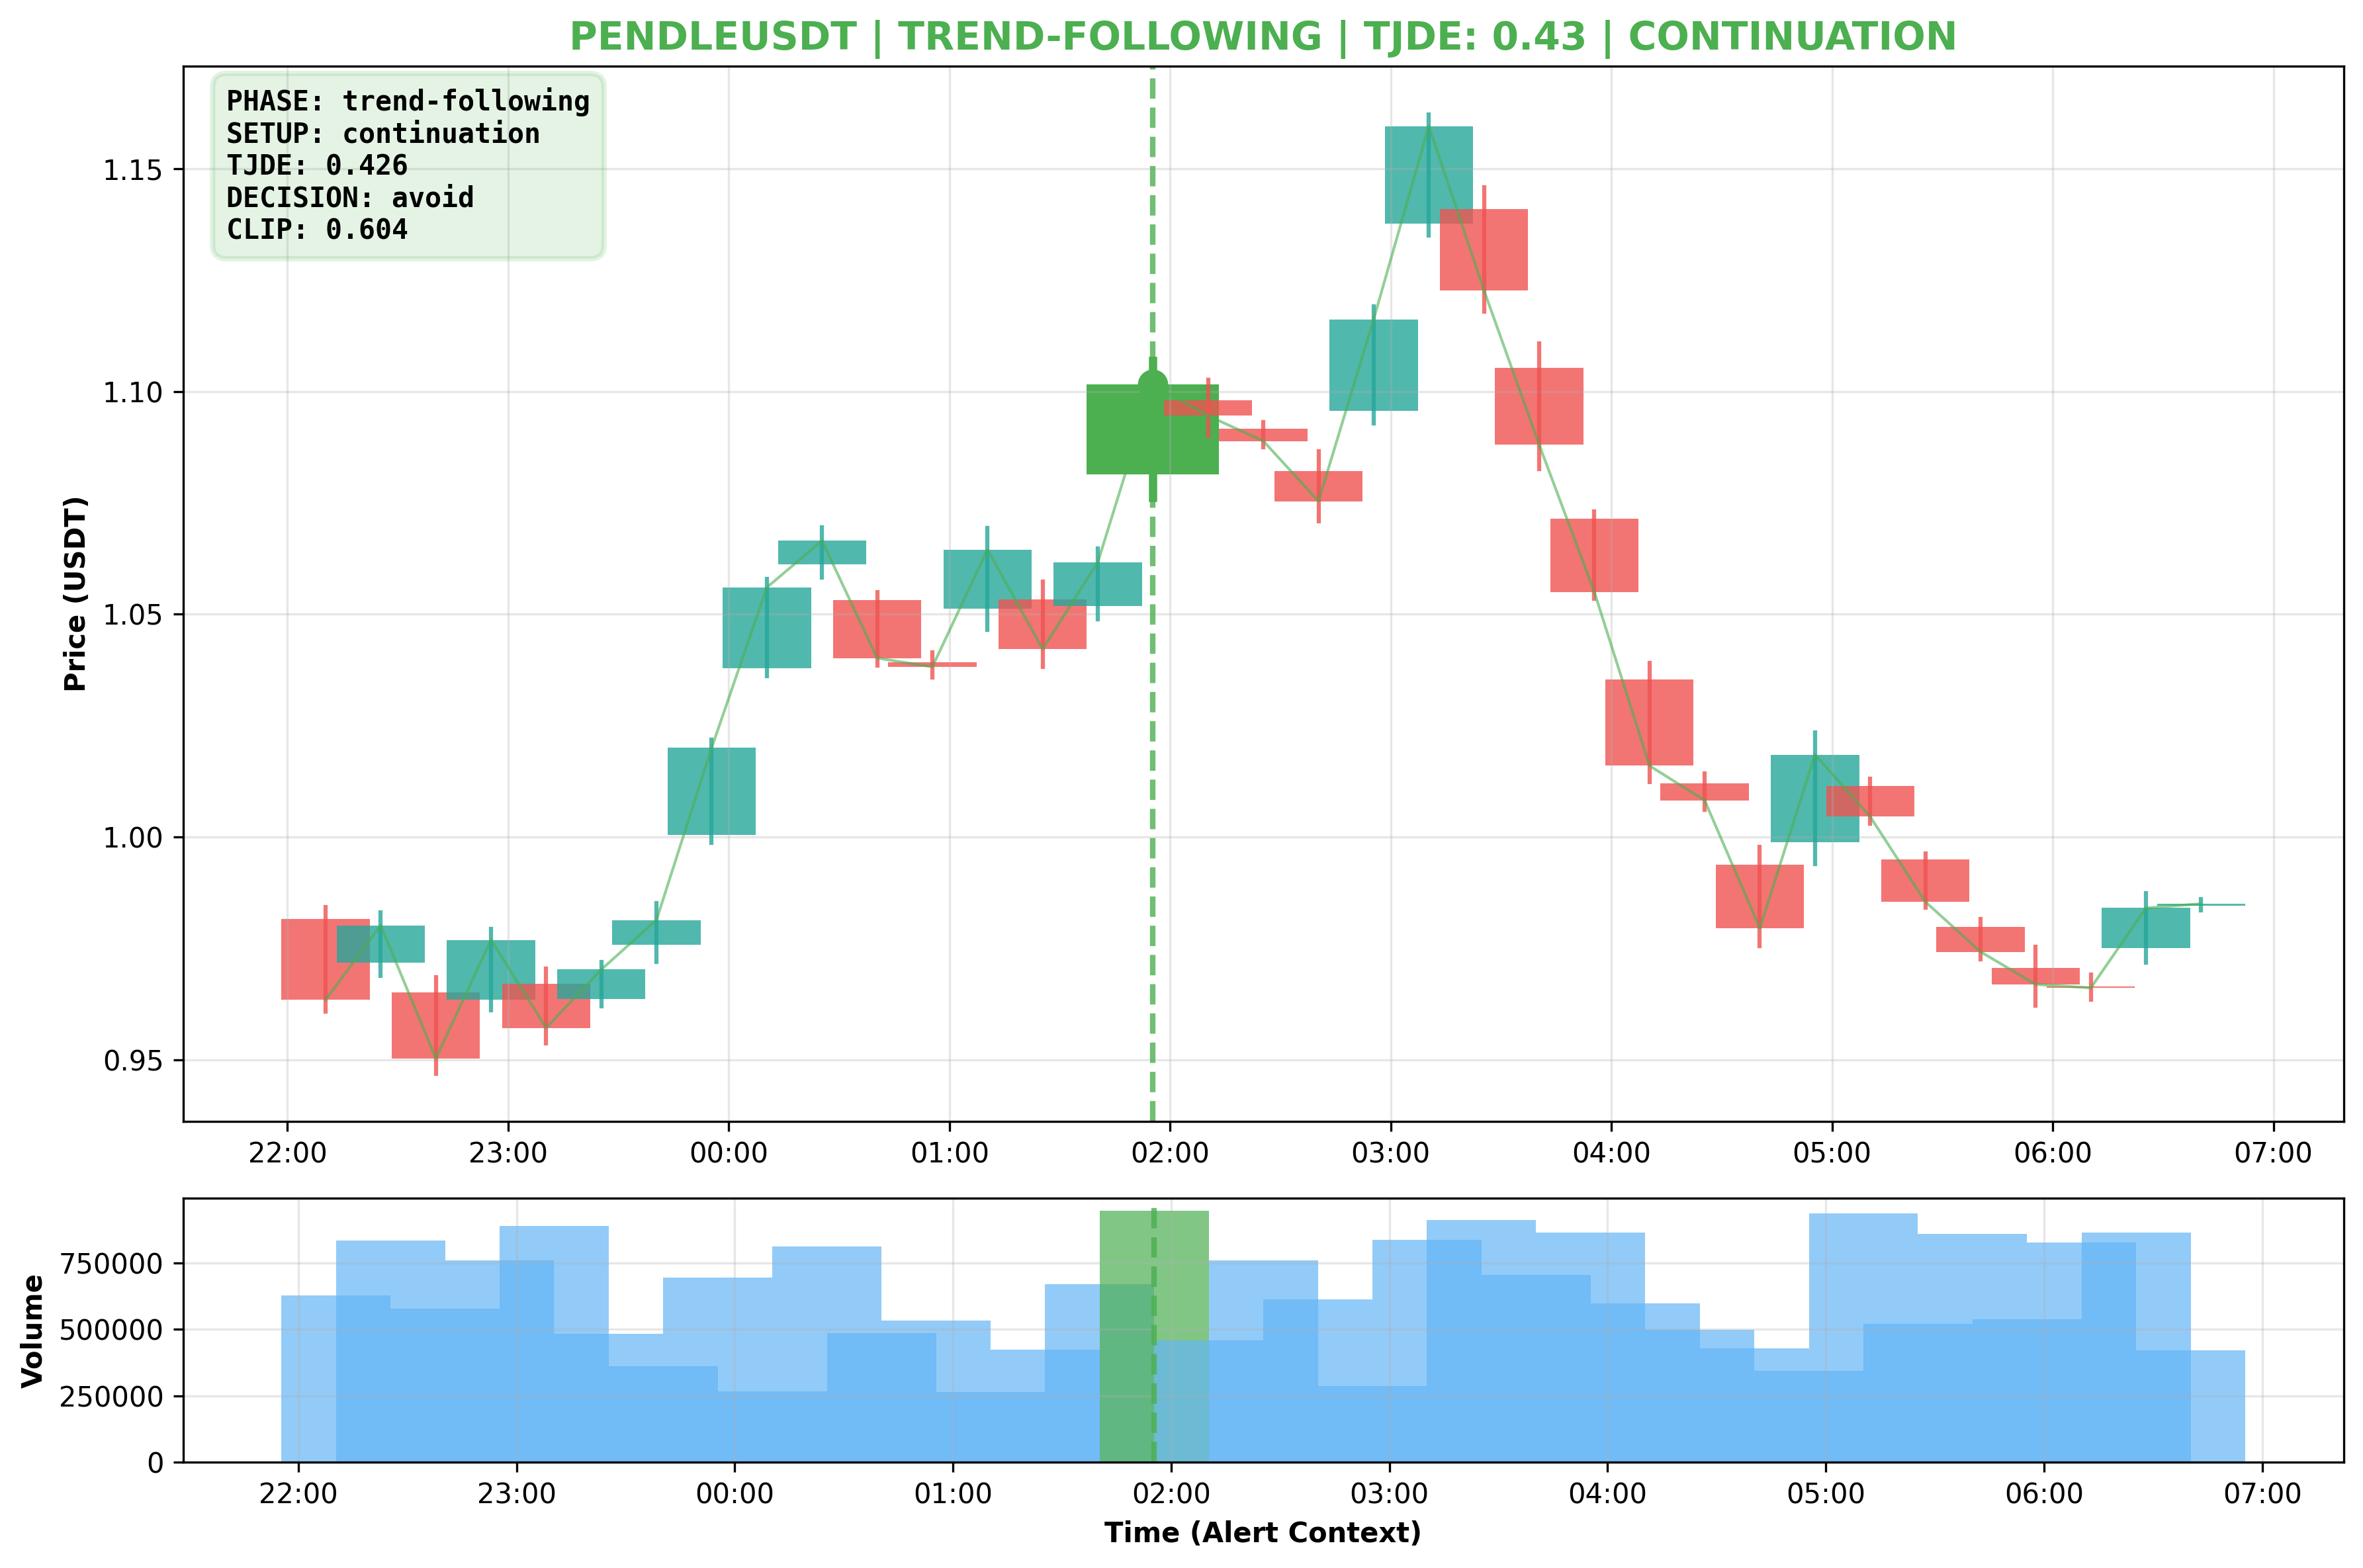 PENDLEUSDT | TREND-FOLLOWING | TJDE: 0.43 | CONTINUATION
PHASE: trend-following
SETUP: continuation
TJDE: 0.426
DECISION: avoid
CLIP: 0.604
Price (USDT)
1.15
1.10
1.05
1.00
0.95
22:00 23:00 00:00 01:00 02:00 03:00 04:00 05:00 06:00 07:00
Volume
750000
500000
250000
0
22:00 23:00 00:00 01:00 02:00 03:00 04:00 05:00 06:00 07:00
Time (Alert Context)